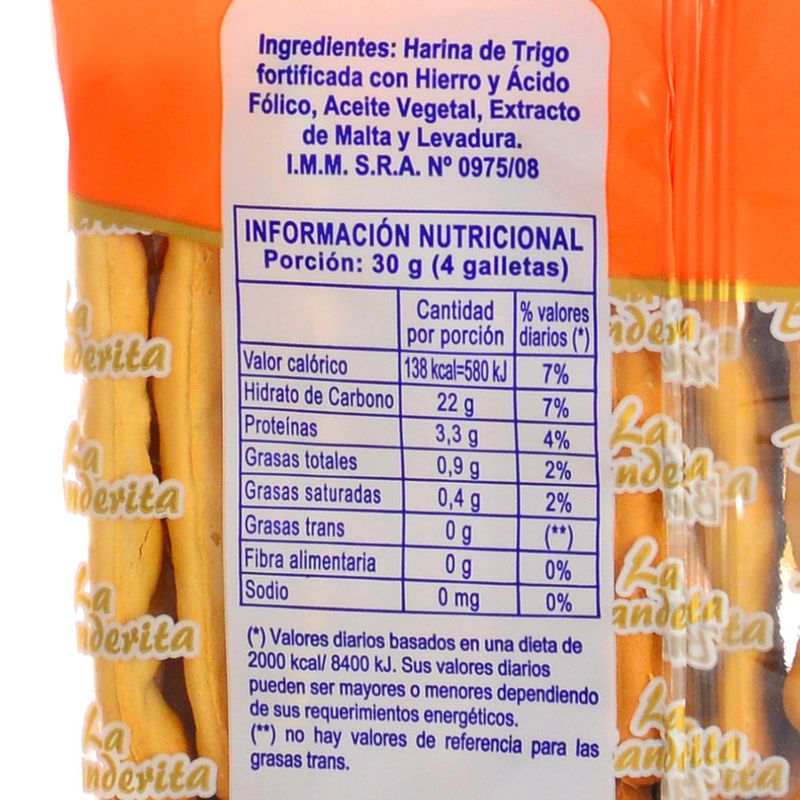 Ingredientes: Harina de Trigo
fortificada con Hierro y Ácido
Fólico, Aceite Vegetal, Extracto
de Malta y Levadura.
I.M.M. S.R.A. Nº 0975/08
INFORMACIÓN NUTRICIONAL
Porción: 30 g (4 galletas)
Cantidad por porción % valores diarios (*)
Valor calórico 138 kcal=580 kJ 7%
Hidrato de Carbono 22 g 7%
Proteínas 3,3 g 4%
Grasas totales 0,9 g 2%
Grasas saturadas 0,4 g 2%
Grasas trans 0 g (**)
Fibra alimentaria 0 g 0%
Sodio 0 mg 0%
(*) Valores diarios basados en una dieta de
2000 kcal/ 8400 kJ. Sus valores diarios
pueden ser mayores o menores dependiendo
de sus requerimientos energéticos.
(**) no hay valores de referencia para las
grasas trans.
La
La
La
La